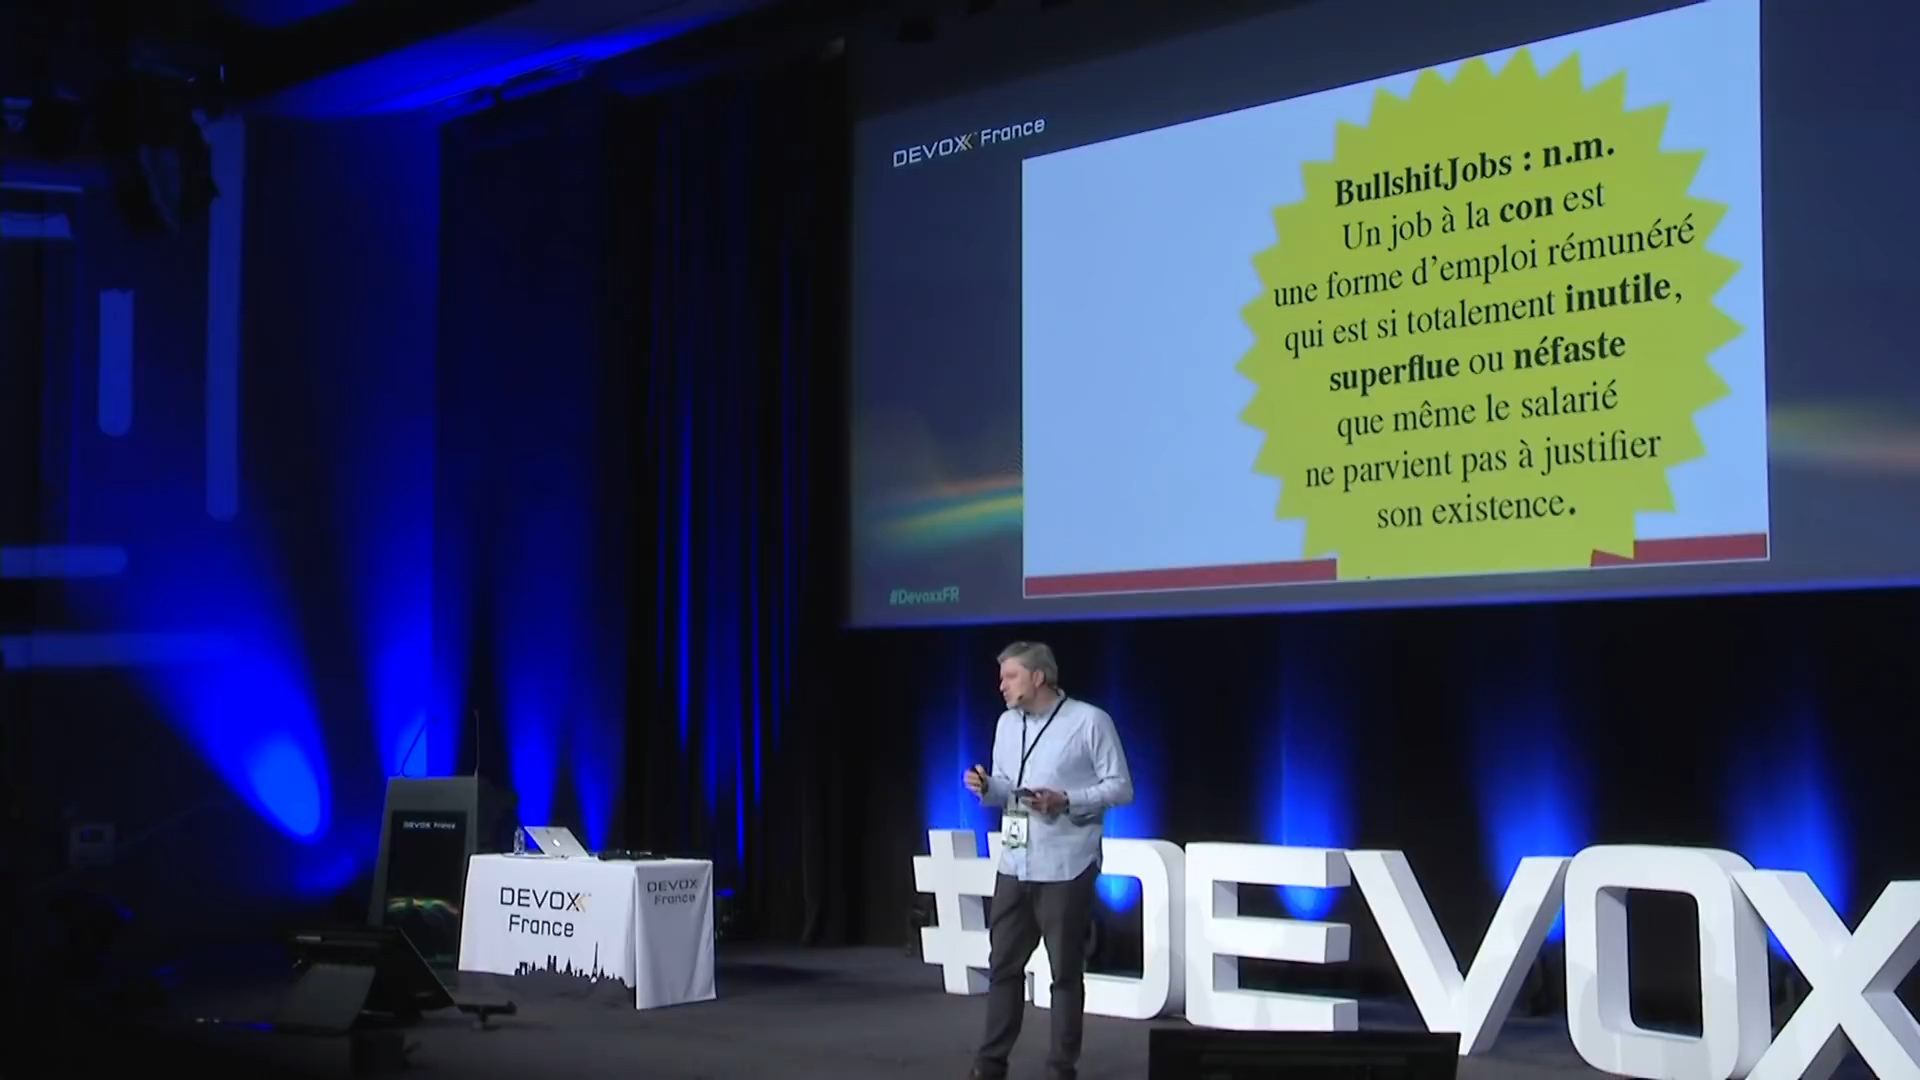 DEVOXX France
BullshitJobs : n.m.
Un job à la con est
une forme d'emploi rémunéré
qui est si totalement inutile,
superflue ou néfaste
que même le salarié
ne parvient pas à justifier
son existence.
#DevoxxFR
DEVOXX France
DEVOXX
France
DEVOX
France
#DEVOX